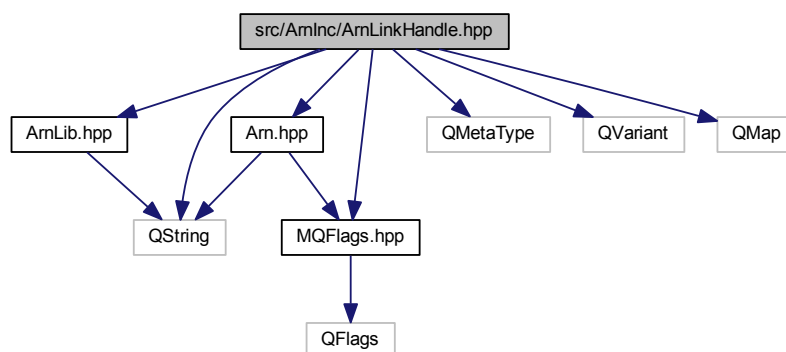 src/ArnInc/ArnLinkHandle.hpp
ArnLib.hpp
Arn.hpp
QMetaType
QVariant
QMap
QString
MQFlags.hpp
QFlags